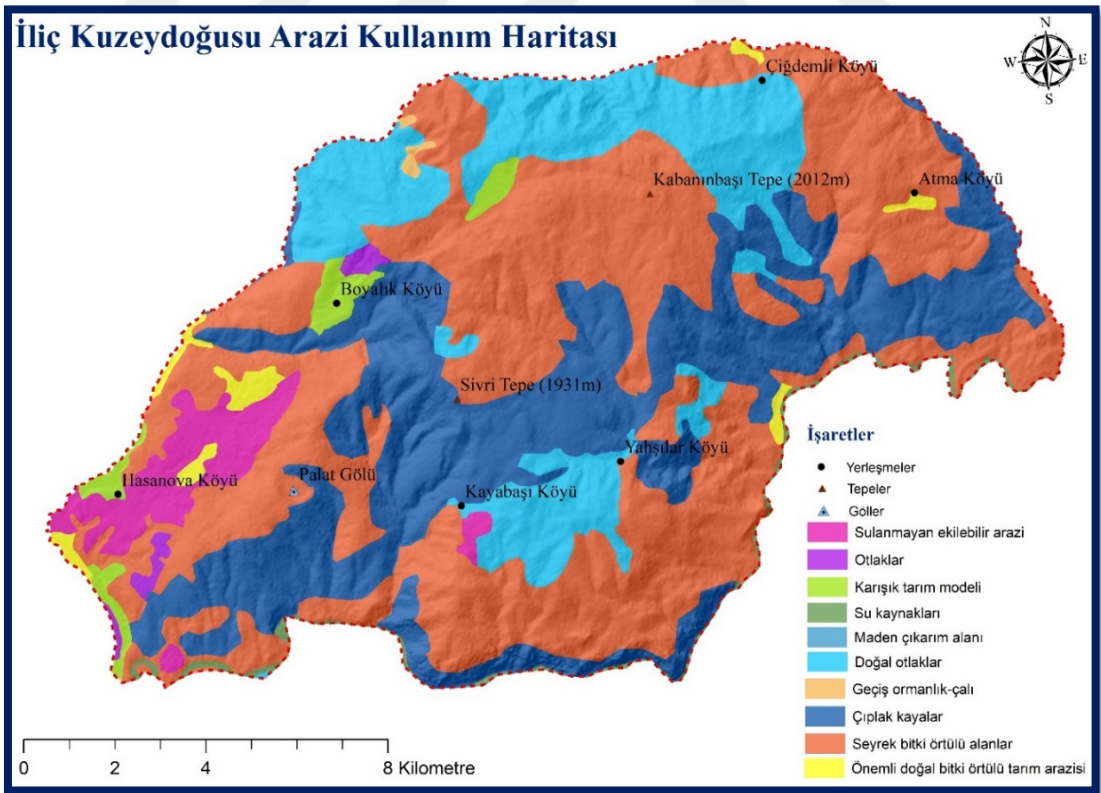 İliç Kuzeydoğusu Arazi Kullanım Haritası
N
W E
S
Çiğdemli Köyü
Kabanınbaşı Tepe (2012m)
Atma Köyü
Boyalık Köyü
Sivri Tepe (1931m)
Yahşılar Köyü
Hasanova Köyü
Palat Gölü
Kayabaşı Köyü
İşaretler
Yerleşmeler
Tepeler
Göller
Sulanmayan ekilebilir arazi
Otlaklar
Karışık tarım modeli
Su kaynakları
Maden çıkarım alanı
Doğal otlaklar
Geçiş ormanlık-çalı
Çıplak kayalar
Seyrek bitki örtülü alanlar
Önemli doğal bitki örtülü tarım arazisi
0 2 4 8 Kilometre